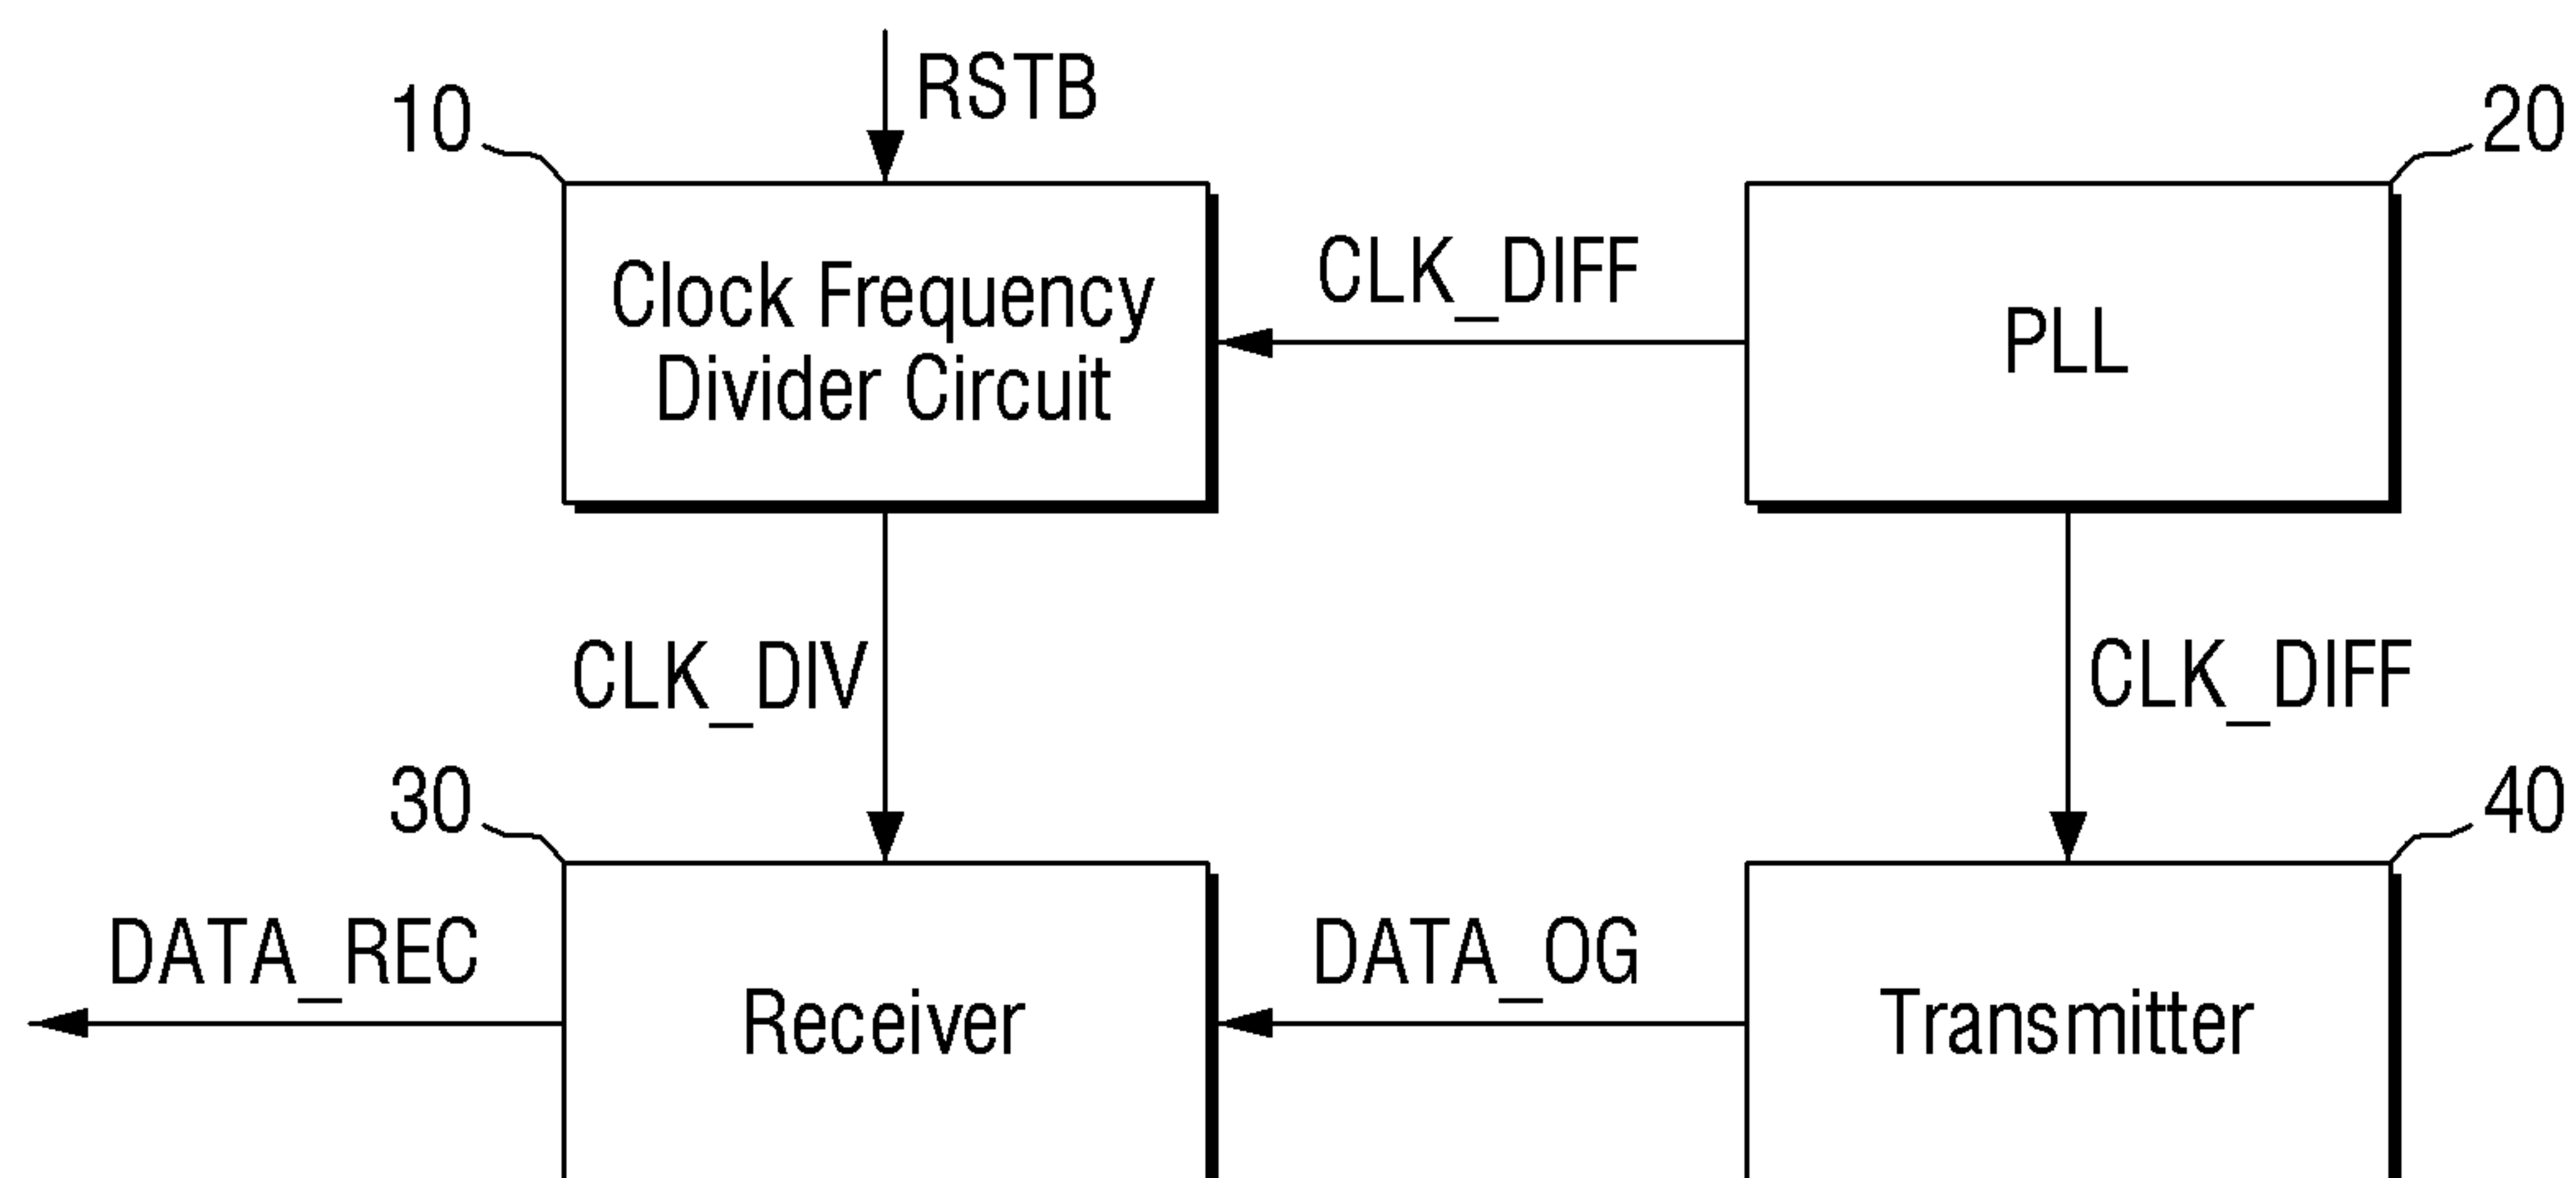 RSTB
10
20
Clock Frequency
Divider Circuit
CLK_DIFF
PLL
CLK_DIV
CLK_DIFF
30
40
DATA_REC
Receiver
DATA_OG
Transmitter